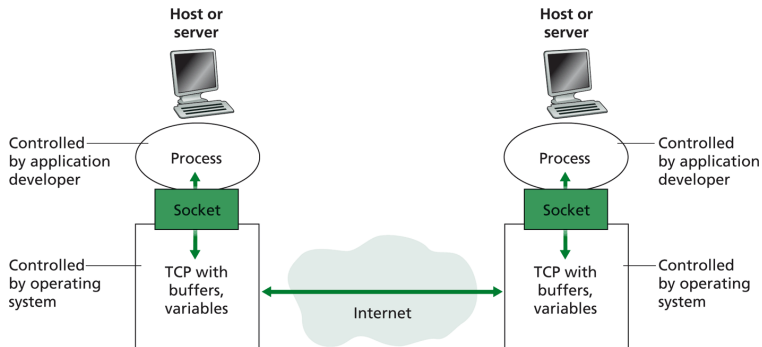 Host or
server
Host or
server
Controlled
by application
developer
Process
Process
Controlled
by application
developer
Socket
Socket
Controlled
by operating
system
TCP with
buffers,
variables
Internet
TCP with
buffers,
variables
Controlled
by operating
system